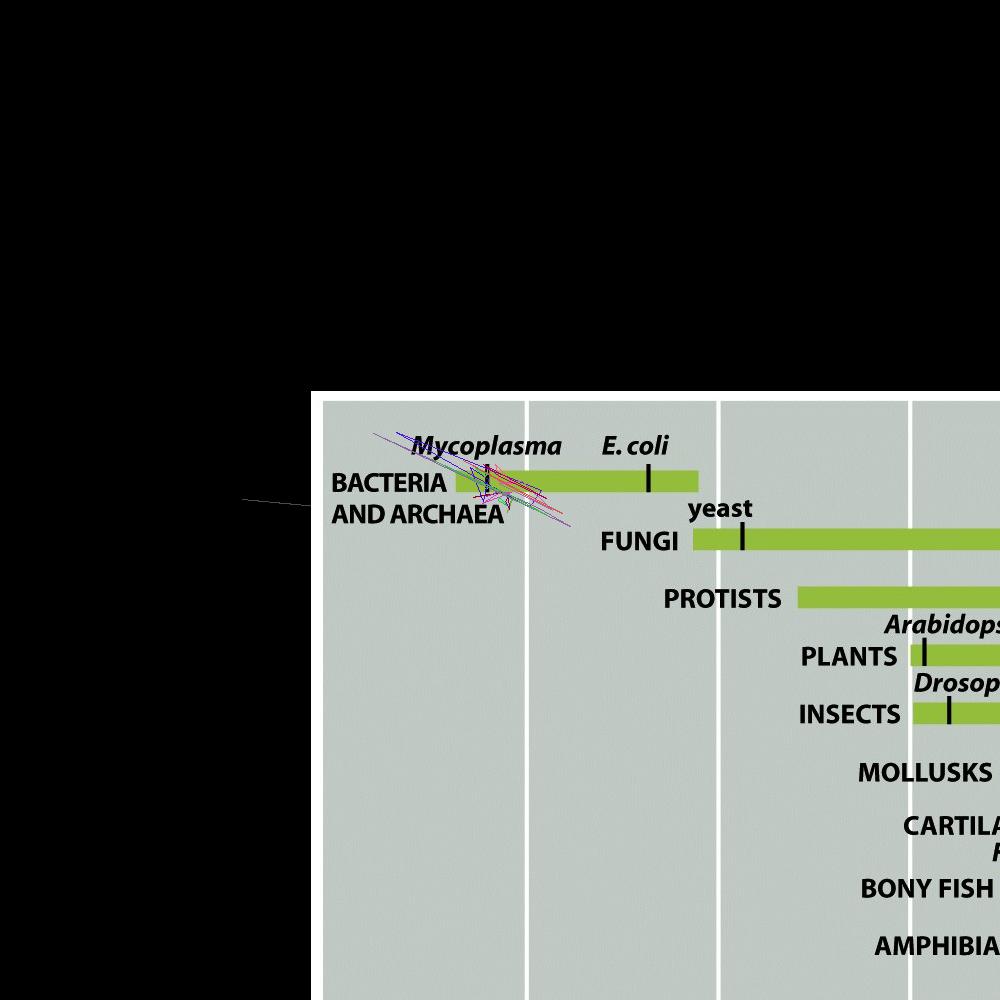 Mycoplasma E. coli
BACTERIA
AND ARCHAEA
yeast
FUNGI
PROTISTS
Arabidops
PLANTS
Drosop
INSECTS
MOLLUSKS
CARTILA
BONY FISH
AMPHIBIA